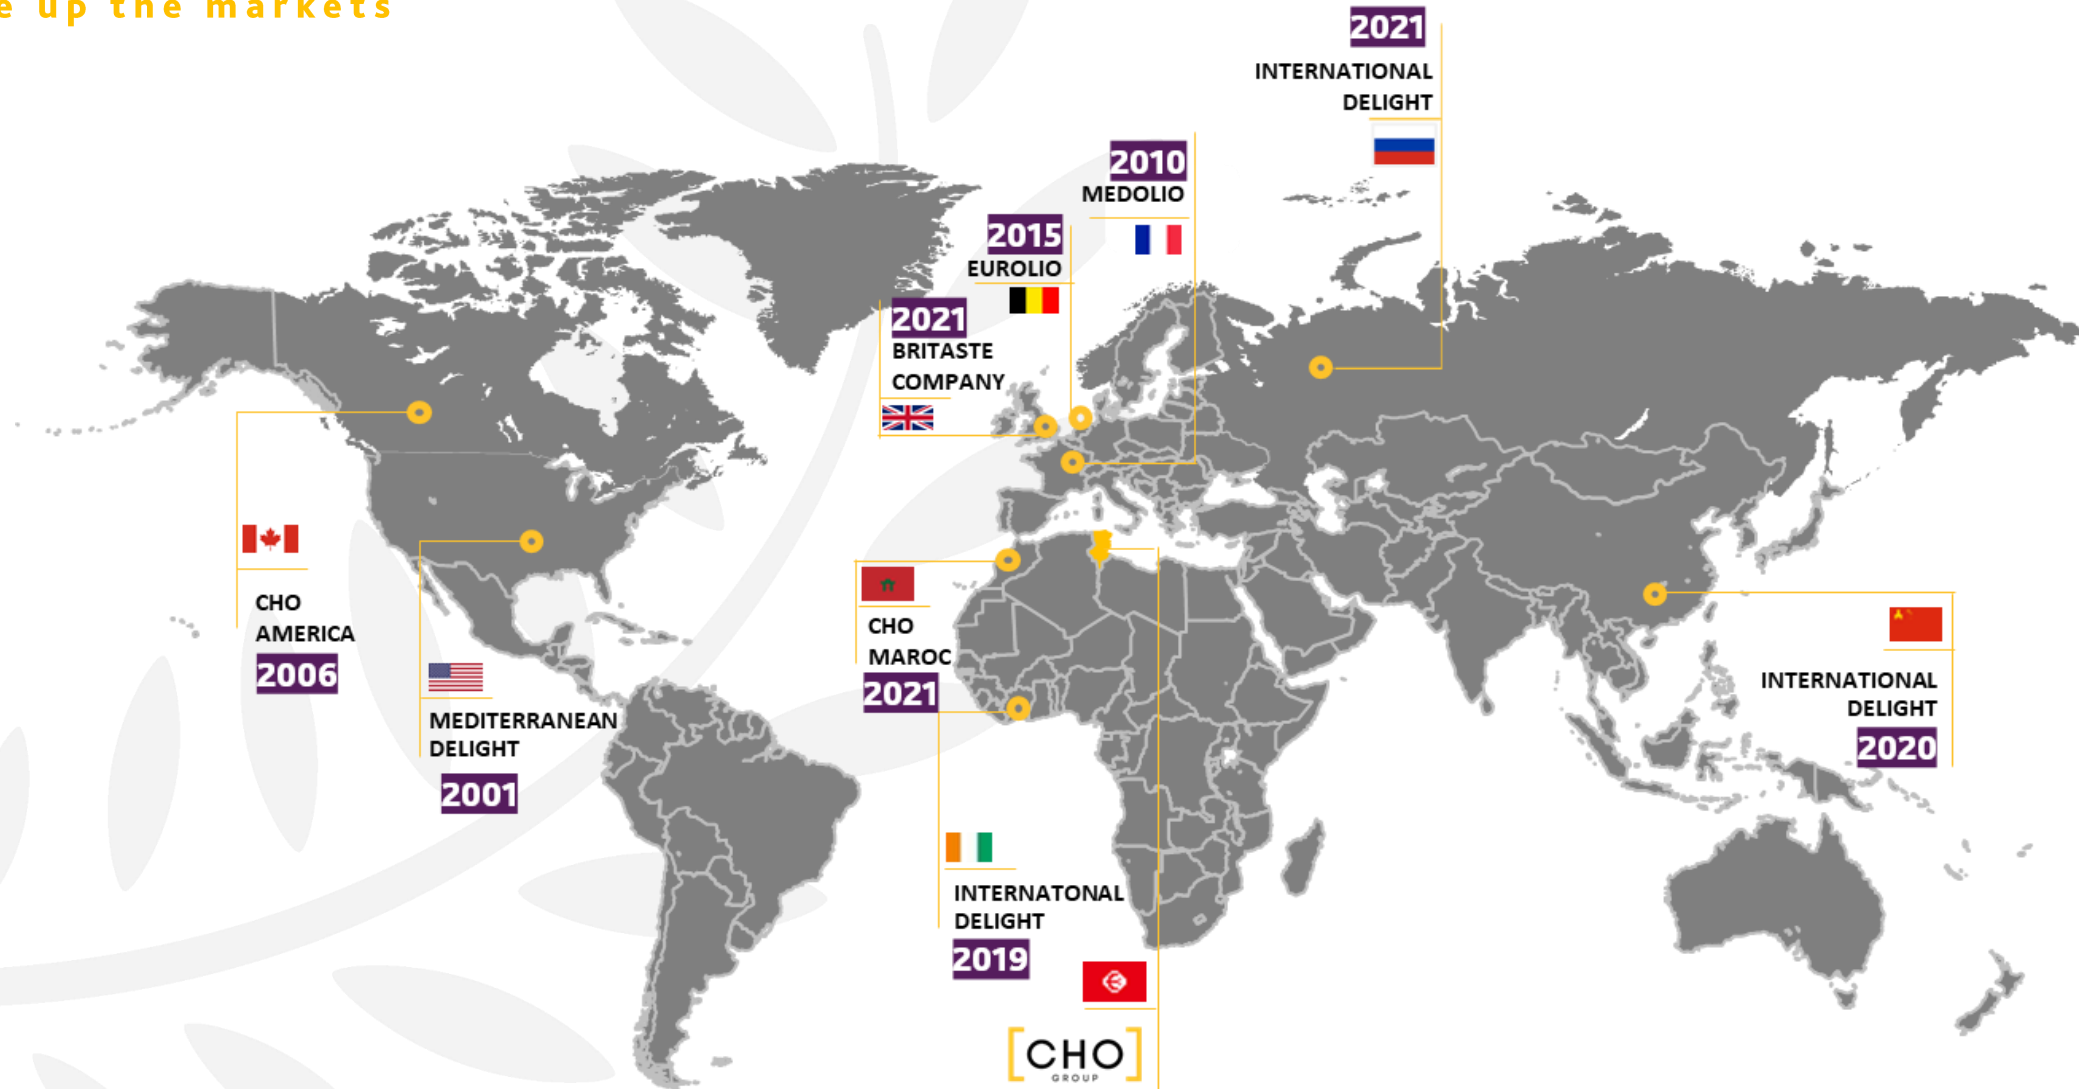 e up the markets
2021
INTERNATIONAL
DELIGHT
2010
MEDOLIO
2015
EUROLIO
2021
BRITASTE
COMPANY
CHO
AMERICA
2006
MEDITERRANEAN
DELIGHT
2001
CHO
MAROC
2021
INTERNATONAL
DELIGHT
2019
INTERNATIONAL
DELIGHT
2020
[CHO]
GROUP